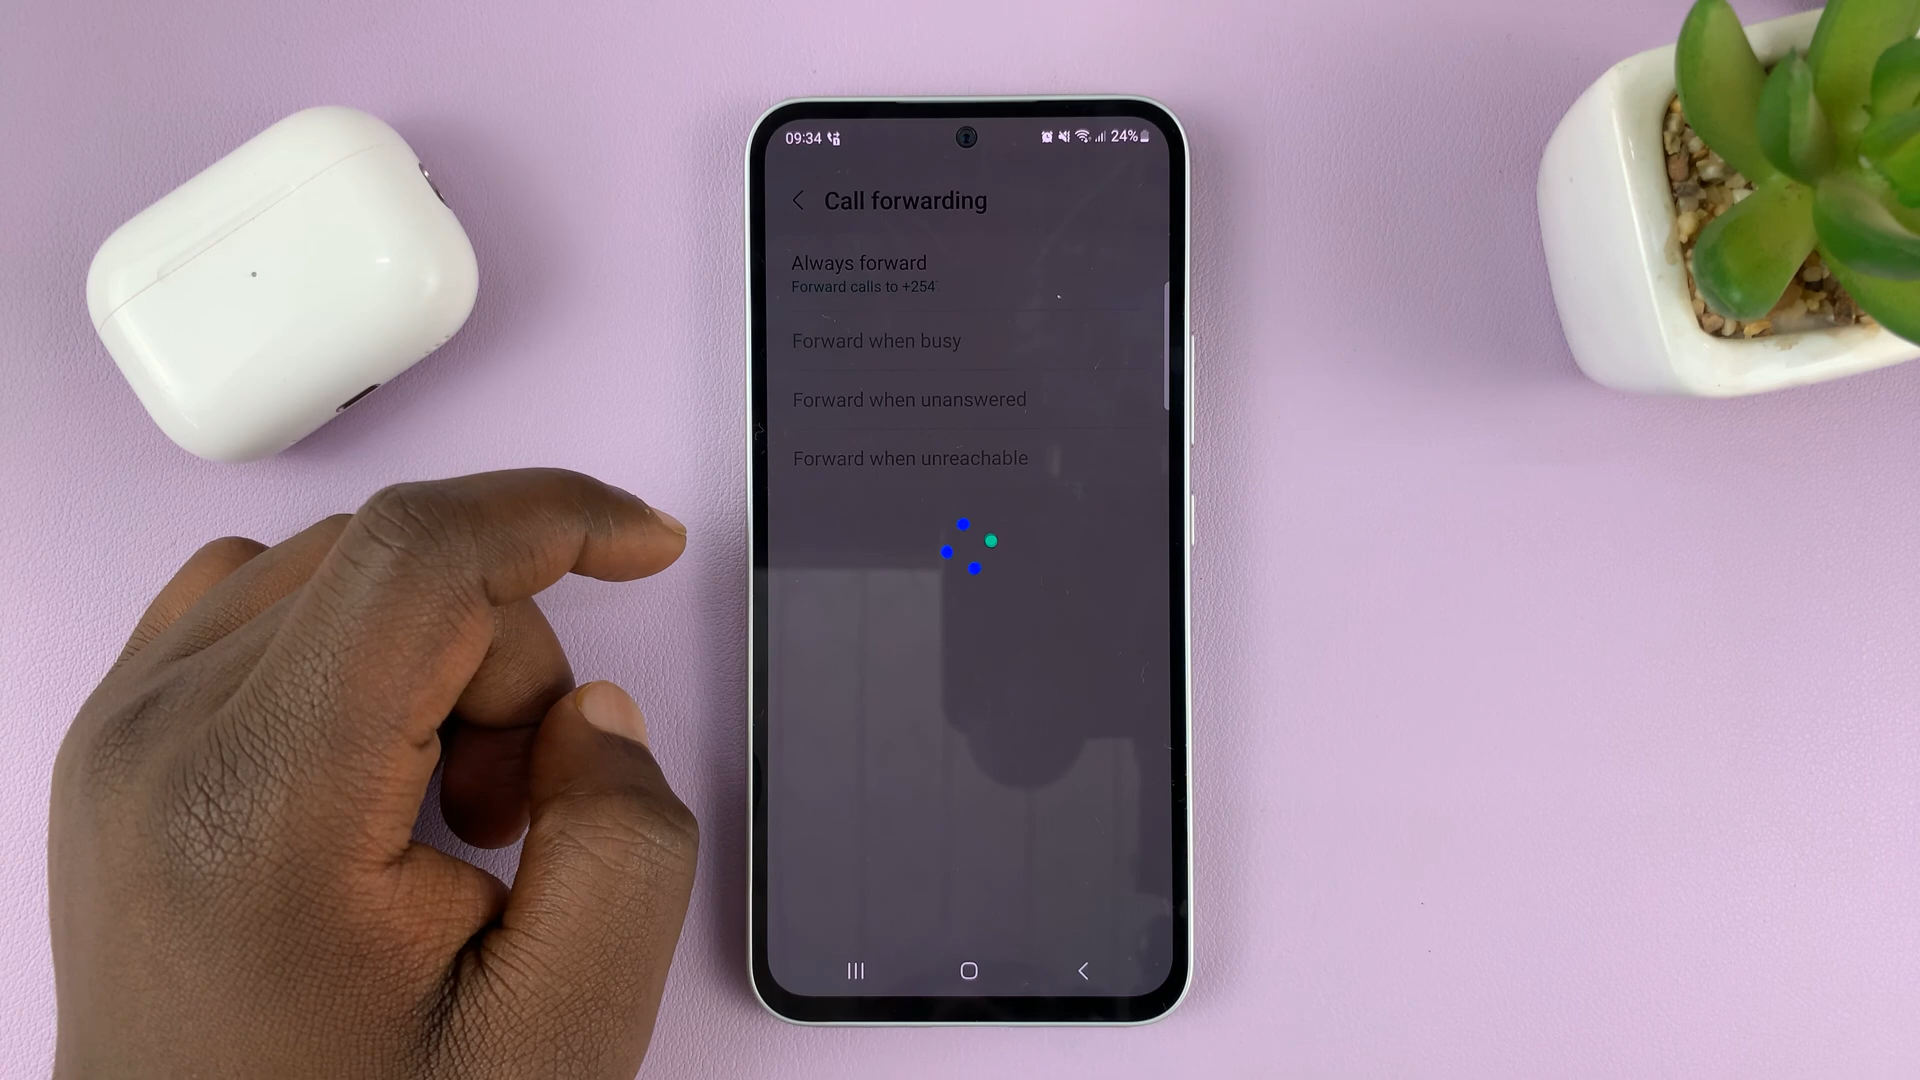 09:34
24%
Call forwarding
Always forward
Forward calls to +254
Forward when busy
Forward when unanswered
Forward when unreachable